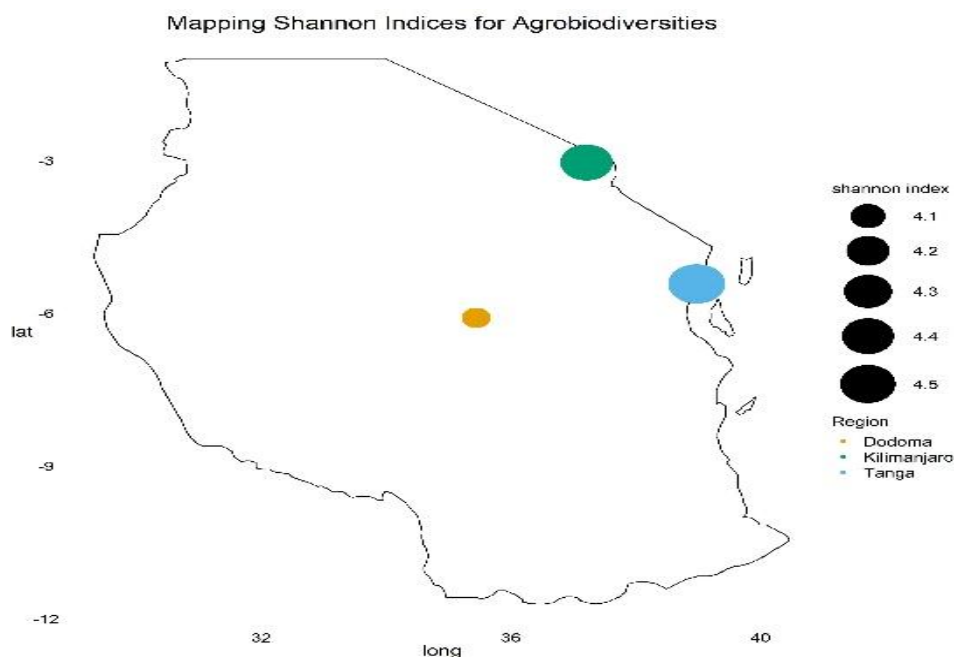 Mapping Shannon Indices for Agrobiodiversities
-3
-6
-9
-12
lat
32
36
40
long
shannon index
4.1
4.2
4.3
4.4
4.5
Region
Dodoma
Kilimanjaro
Tanga